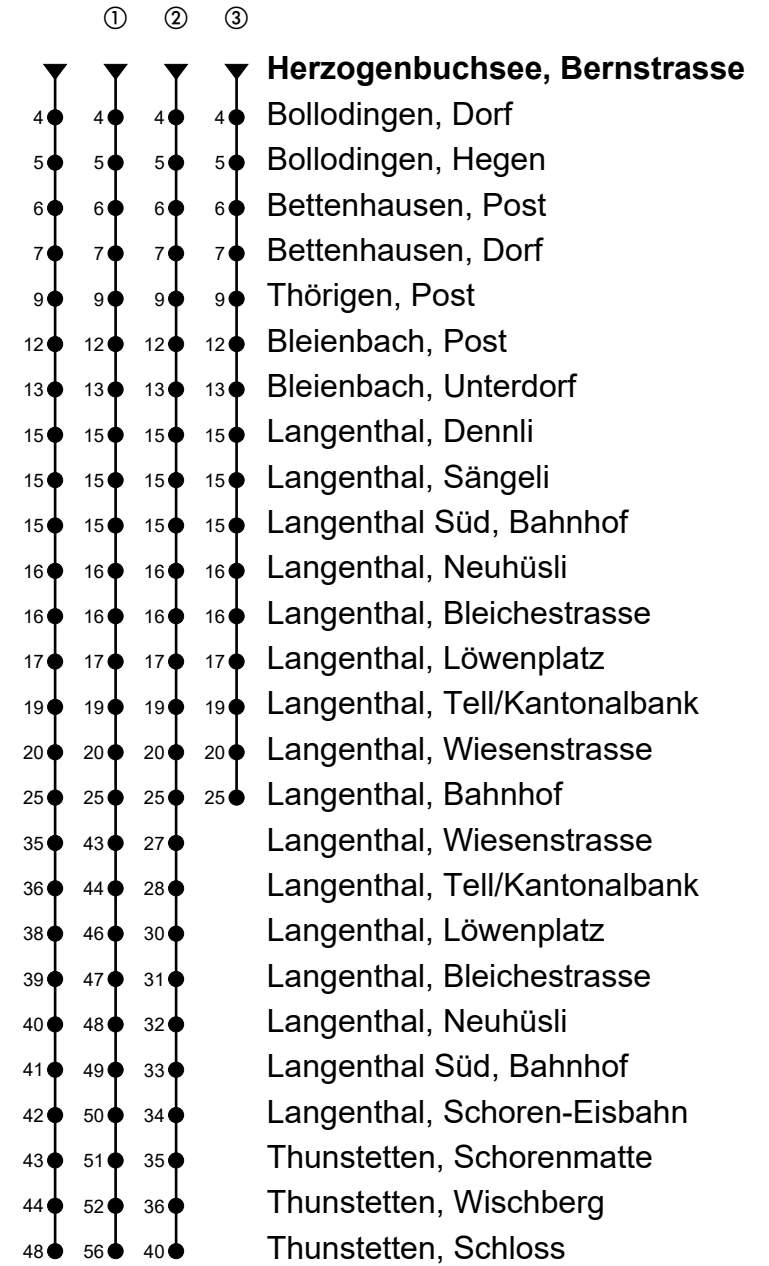 ① ② ③
Herzogenbuchsee, Bernstrasse
4 4 4 4 Bollodingen, Dorf
5 5 5 5 Bollodingen, Hegen
6 6 6 6 Bettenhausen, Post
7 7 7 7 Bettenhausen, Dorf
9 9 9 9 Thörigen, Post
12 12 12 12 Bleienbach, Post
13 13 13 13 Bleienbach, Unterdorf
15 15 15 15 Langenthal, Dennli
15 15 15 15 Langenthal, Sängeli
15 15 15 15 Langenthal Süd, Bahnhof
16 16 16 16 Langenthal, Neuhüsli
16 16 16 16 Langenthal, Bleichestrasse
17 17 17 17 Langenthal, Löwenplatz
19 19 19 19 Langenthal, Tell/Kantonalbank
20 20 20 20 Langenthal, Wiesenstrasse
25 25 25 25 Langenthal, Bahnhof
35 43 27 Langenthal, Wiesenstrasse
36 44 28 Langenthal, Tell/Kantonalbank
38 46 30 Langenthal, Löwenplatz
39 47 31 Langenthal, Bleichestrasse
40 48 32 Langenthal, Neuhüsli
41 49 33 Langenthal Süd, Bahnhof
42 50 34 Langenthal, Schoren-Eisbahn
43 51 35 Thunstetten, Schorenmatte
44 52 36 Thunstetten, Wischberg
48 56 40 Thunstetten, Schloss